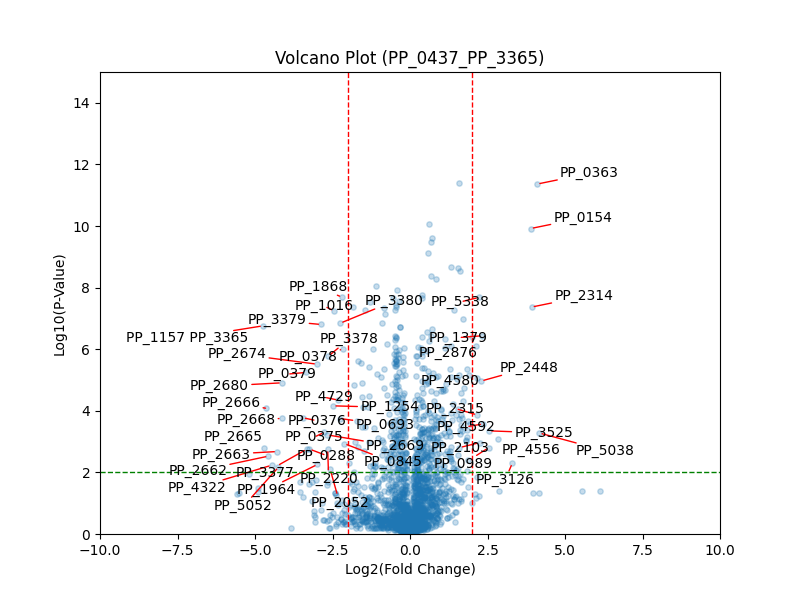 Volcano Plot (PP_0437_PP_3365)
14
12
10
8
6
4
2
0
Log10(P-Value)
PP_0363
PP_0154
PP_1868
PP_2314
PP_1016
PP_3380
PP_5338
PP_3379
PP_1157 PP_3365
PP_3378
PP_1379
PP_2674
PP_0378
PP_2876
PP_0379
PP_2448
PP_2680
PP_4580
PP_2666
PP_4729
PP_1254
PP_2315
PP_2668
PP_0376
PP_0693
PP_4592
PP_3525
PP_2665
PP_0375
PP_2669
PP_2103
PP_4556
PP_5038
PP_2663
PP_0288
PP_0845
PP_0989
PP_2662
PP_3377
PP_2220
PP_3126
PP_4322
PP_1964
PP_5052
PP_2052
−10.0 −7.5 −5.0 −2.5 0.0 2.5 5.0 7.5 10.0
Log2(Fold Change)